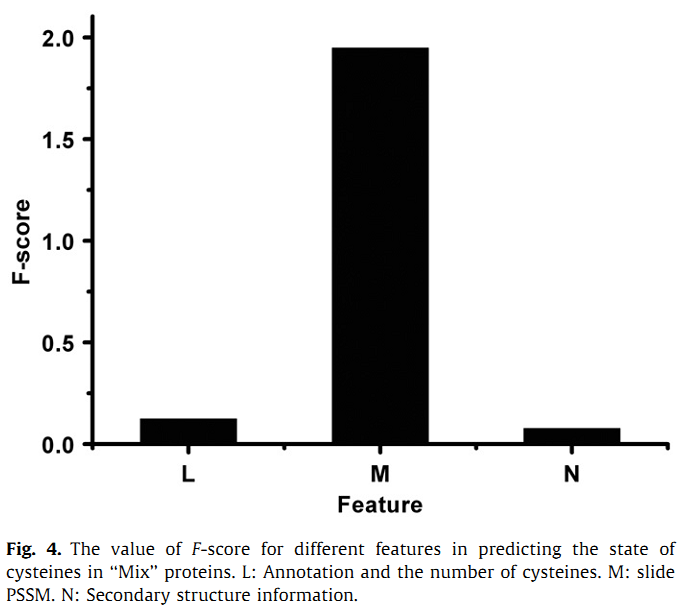 2.0
1.5
1.0
0.5
0.0
F-score
L M N
Feature
Fig. 4. The value of F-score for different features in predicting the state of
cysteines in “Mix” proteins. L: Annotation and the number of cysteines. M: slide
PSSM. N: Secondary structure information.